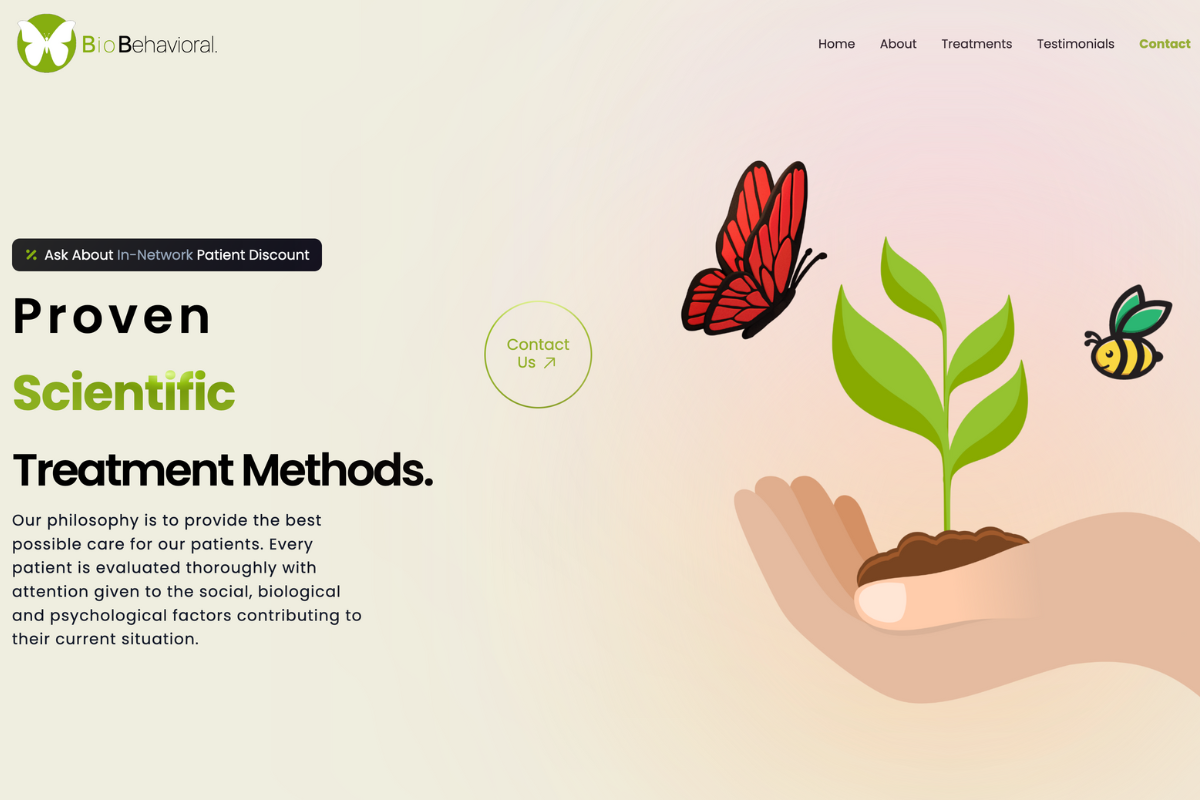 BioBehavioral.
Home About Treatments Testimonials Contact
Ask About In-Network Patient Discount
Proven
Scientific
Treatment Methods.
Contact
Us ↗
Our philosophy is to provide the best
possible care for our patients. Every
patient is evaluated thoroughly with
attention given to the social, biological
and psychological factors contributing to
their current situation.